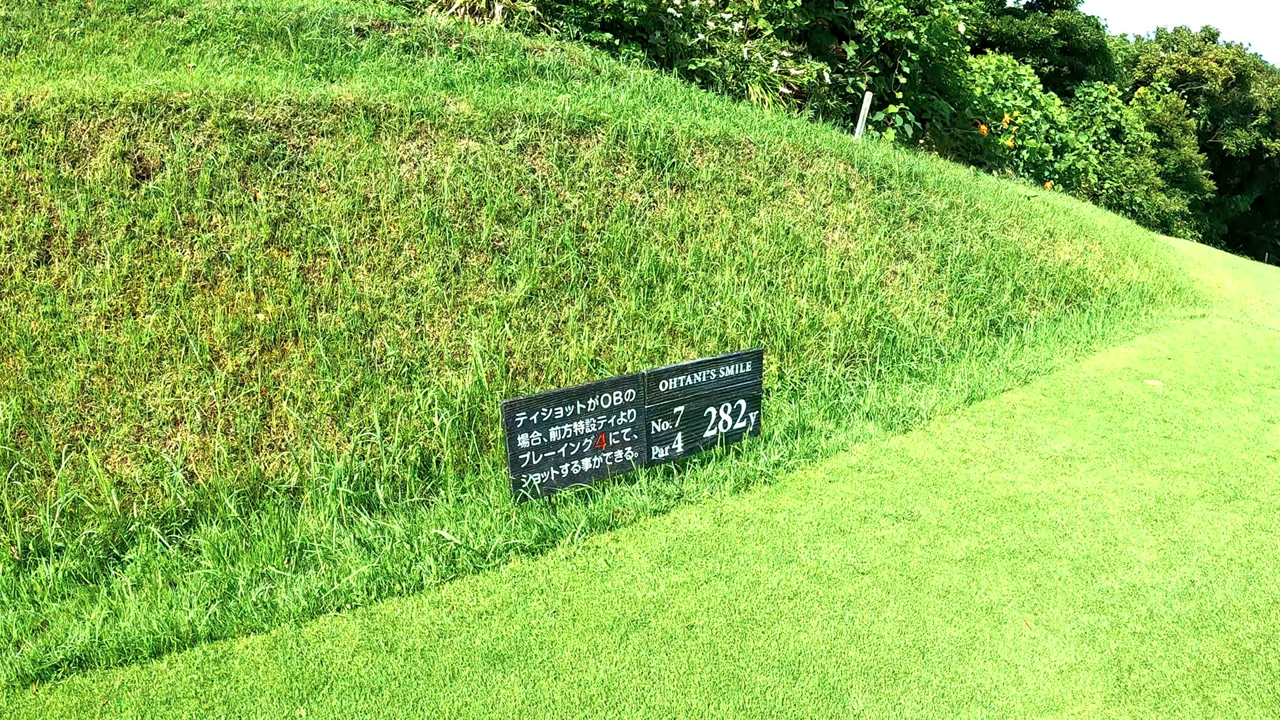 ティショットがOBの
場合、前方特設ティより
プレーイング4にて、
ショットする事ができる。
OHTANI'S SMILE
No.7 282y
Par 4